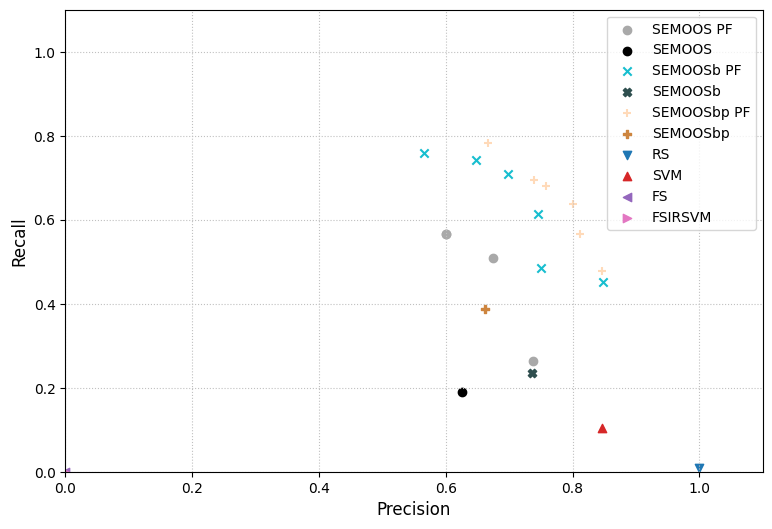 1.0
0.8
0.6
0.4
0.2
0.0
Recall
0.0 0.2 0.4 0.6 0.8 1.0
Precision
SEMOOS PF
SEMOOS
SEMOOSb PF
SEMOOSb
SEMOOSbp PF
SEMOOSbp
RS
SVM
FS
FSIRSVM